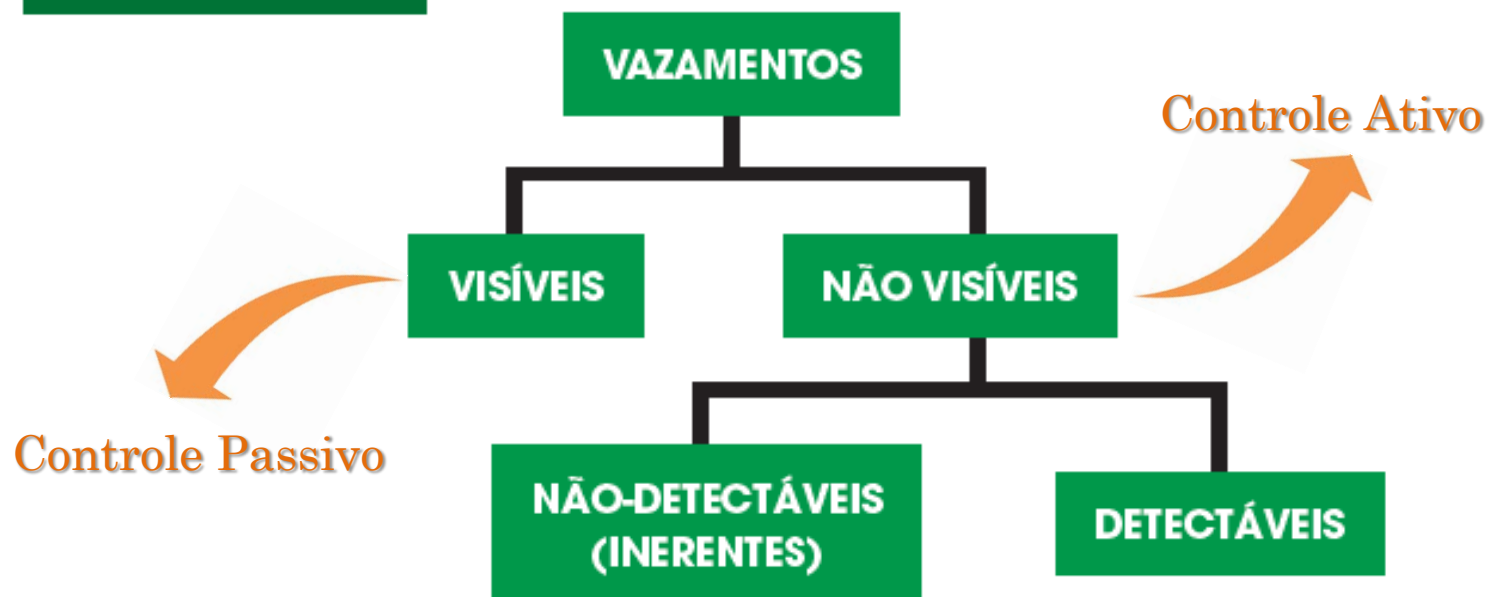 VAZAMENTOS
Controle Ativo
VISÍVEIS
NÃO VISÍVEIS
Controle Passivo
NÃO-DETECTÁVEIS
(INERENTES)
DETECTÁVEIS